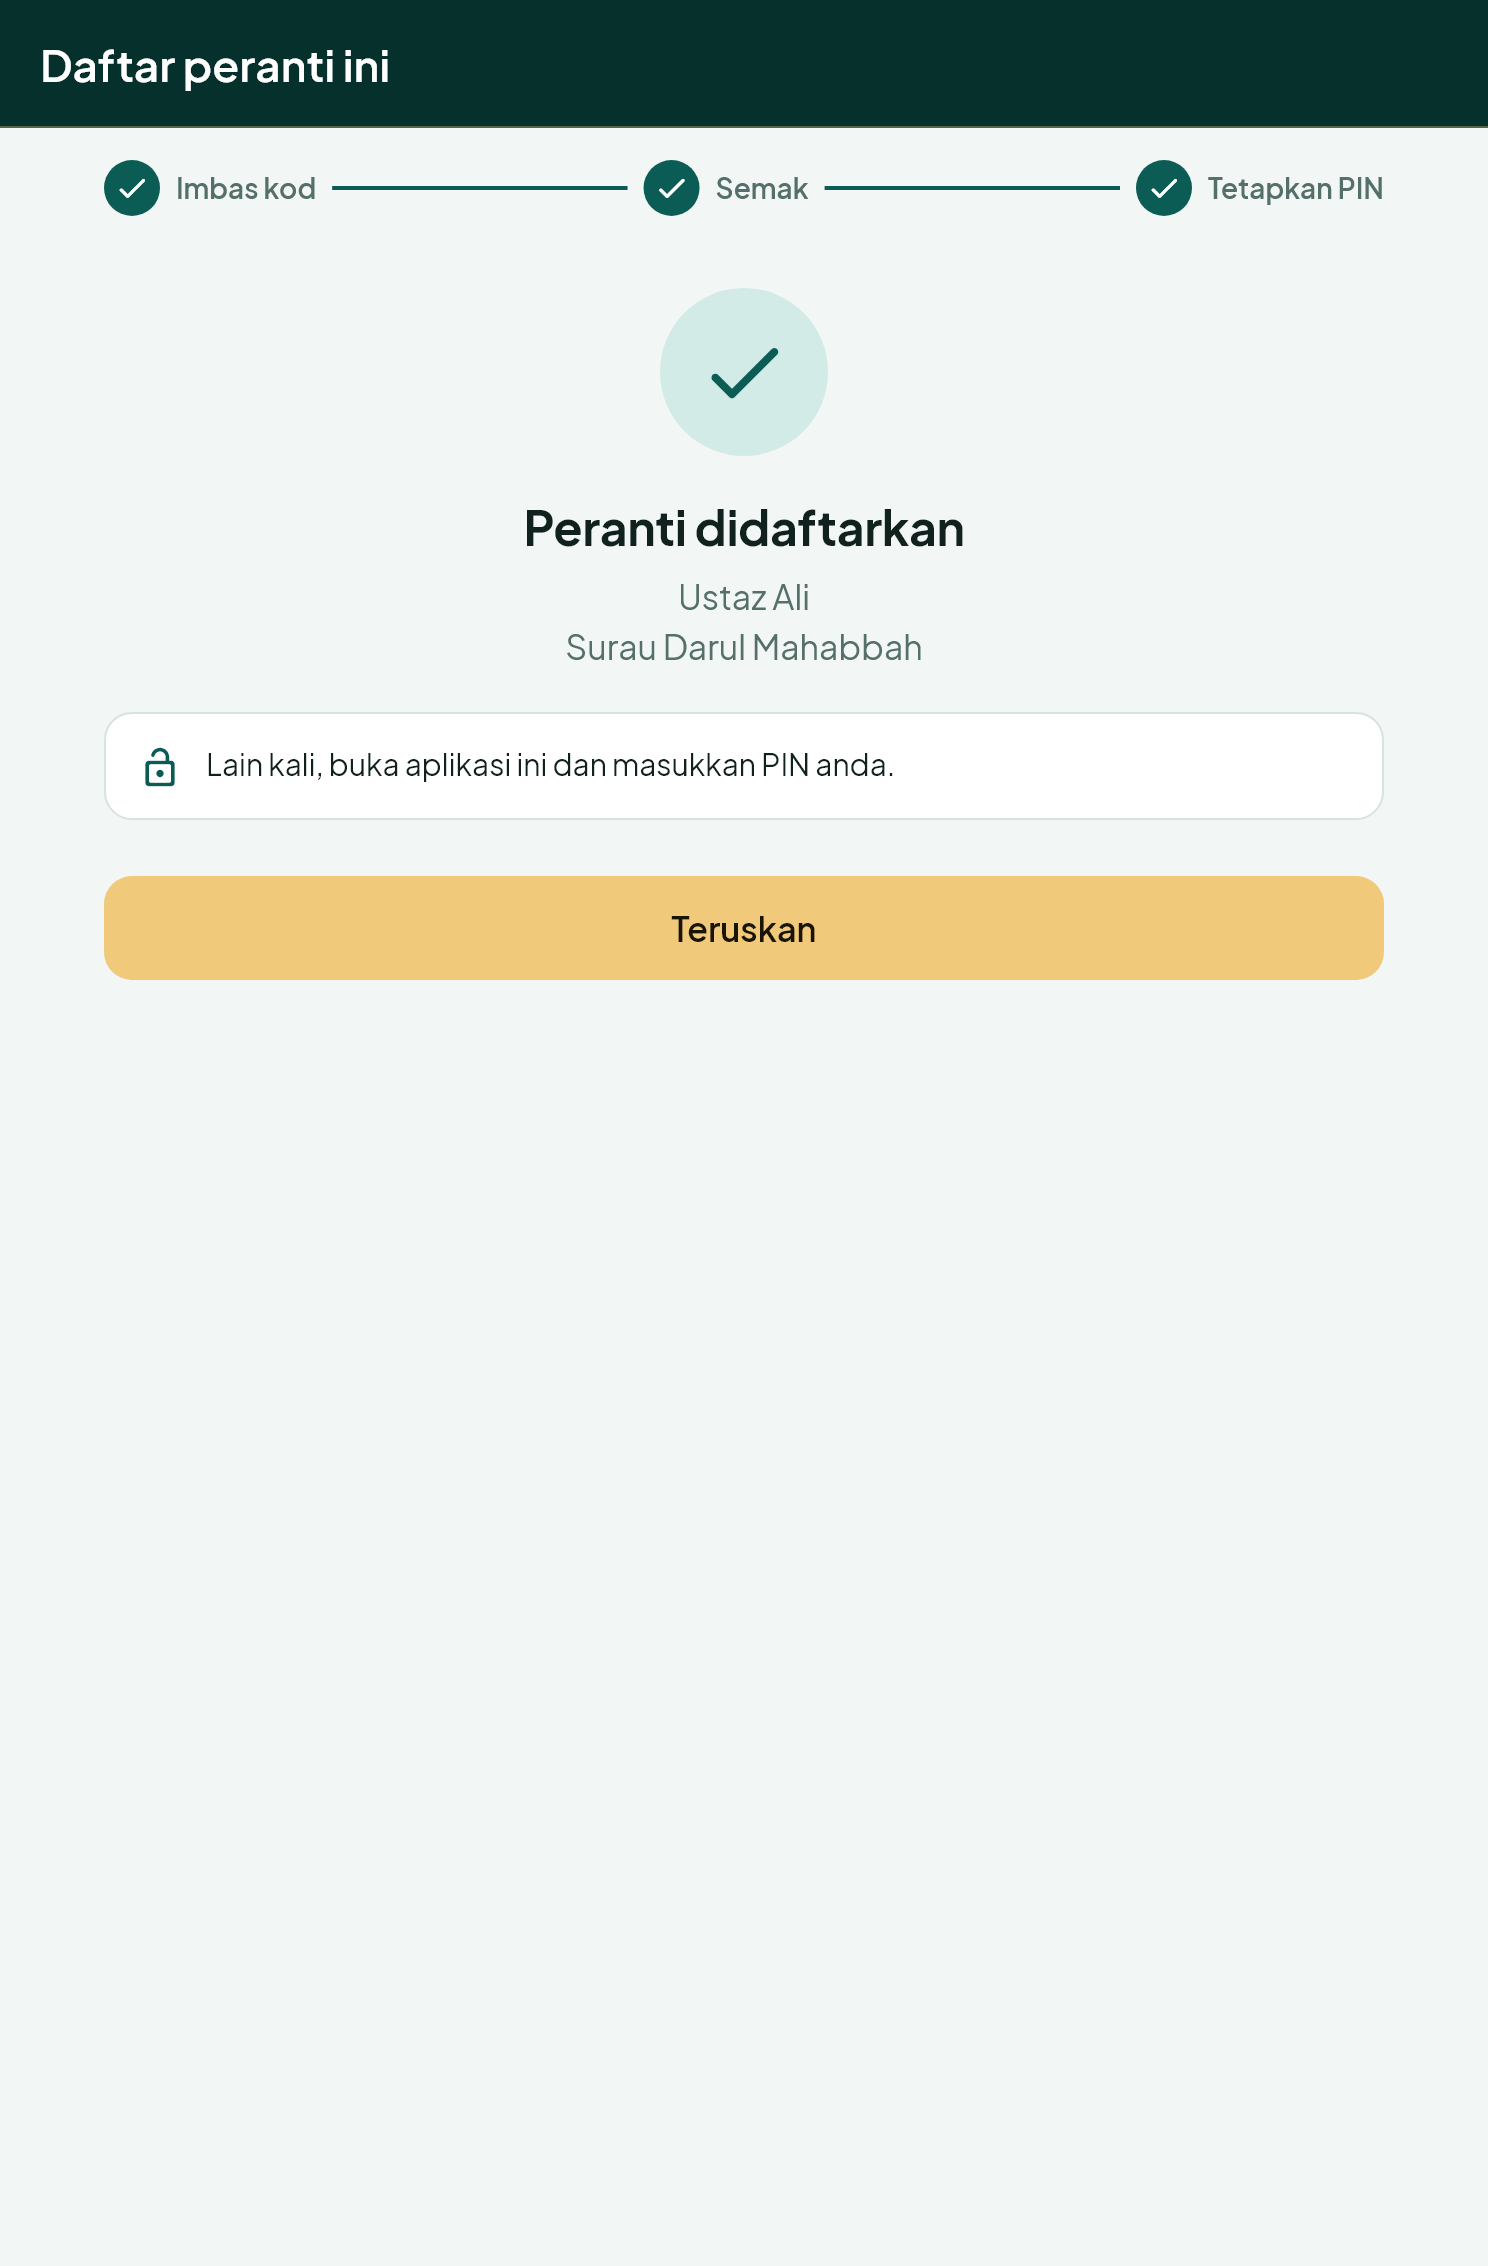 Daftar peranti ini
Imbas kod
Semak
Tetapkan PIN
Peranti didaftarkan
Ustaz Ali
Surau Darul Mahabbah
Lain kali, buka aplikasi ini dan masukkan PIN anda.
Teruskan